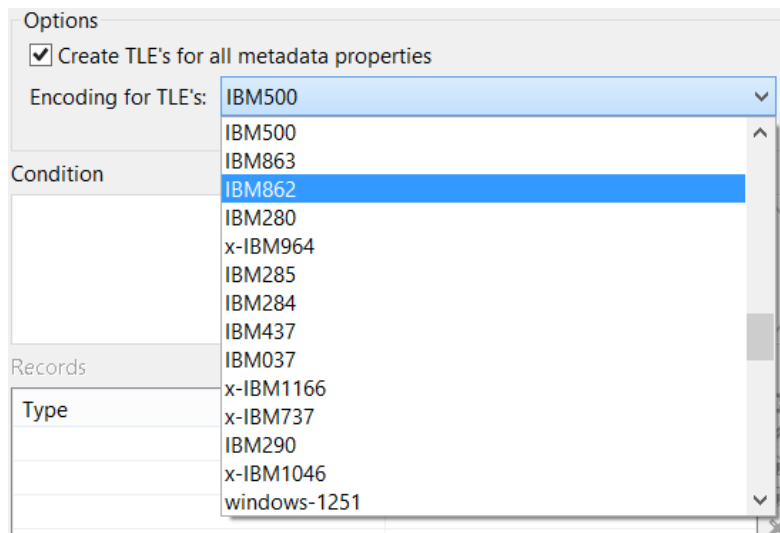 Options
Create TLE's for all metadata properties
Encoding for TLE's: IBM500
IBM500
IBM863
Condition
IBM862
IBM280
x-IBM964
IBM285
IBM284
IBM437
IBM037
Records
x-IBM1166
Type
x-IBM737
IBM290
x-IBM1046
windows-1251